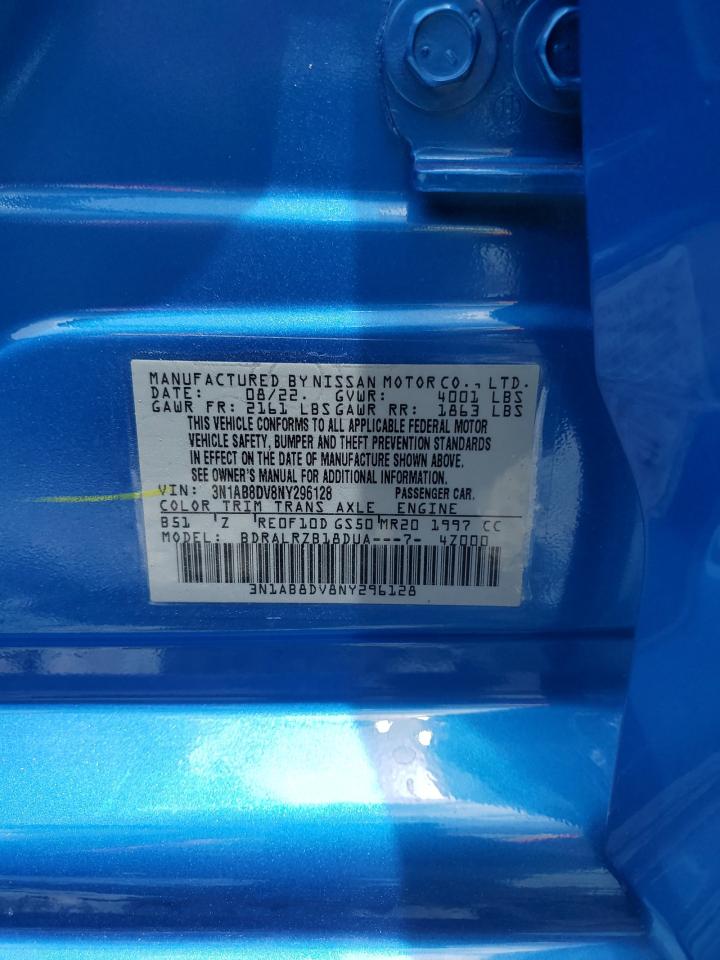 MANUFACTURED BY NISSAN MOTOR CO., LTD.
DATE: 08/22. GVWR: 4001 LBS
GAWR FR: 2161 LBS GAWR RR: 1863 LBS
THIS VEHICLE CONFORMS TO ALL APPLICABLE FEDERAL MOTOR
VEHICLE SAFETY, BUMPER AND THEFT PREVENTION STANDARDS
IN EFFECT ON THE DATE OF MANUFACTURE SHOWN ABOVE.
SEE OWNER'S MANUAL FOR ADDITIONAL INFORMATION.
VIN: 3N1AB8DV8NY296128 PASSENGER CAR.
COLOR TRIM TRANS AXLE ENGINE
B51 Z RE0F10D GS50 MR20 1997 CC
MODEL: BDRALRZB18DUA---7- 4Z000
3N1AB8DV8NY296128